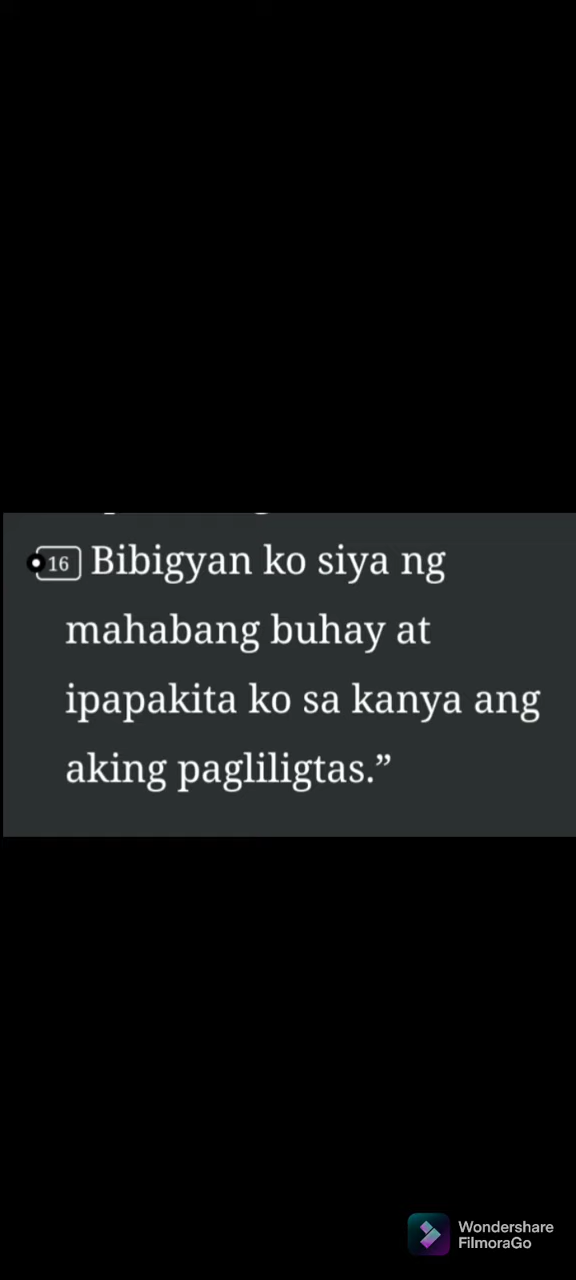 16 Bibigyan ko siya ng
mahabang buhay at
ipapakita ko sa kanya ang
aking pagliligtas.”
Wondershare
FilmoraGo